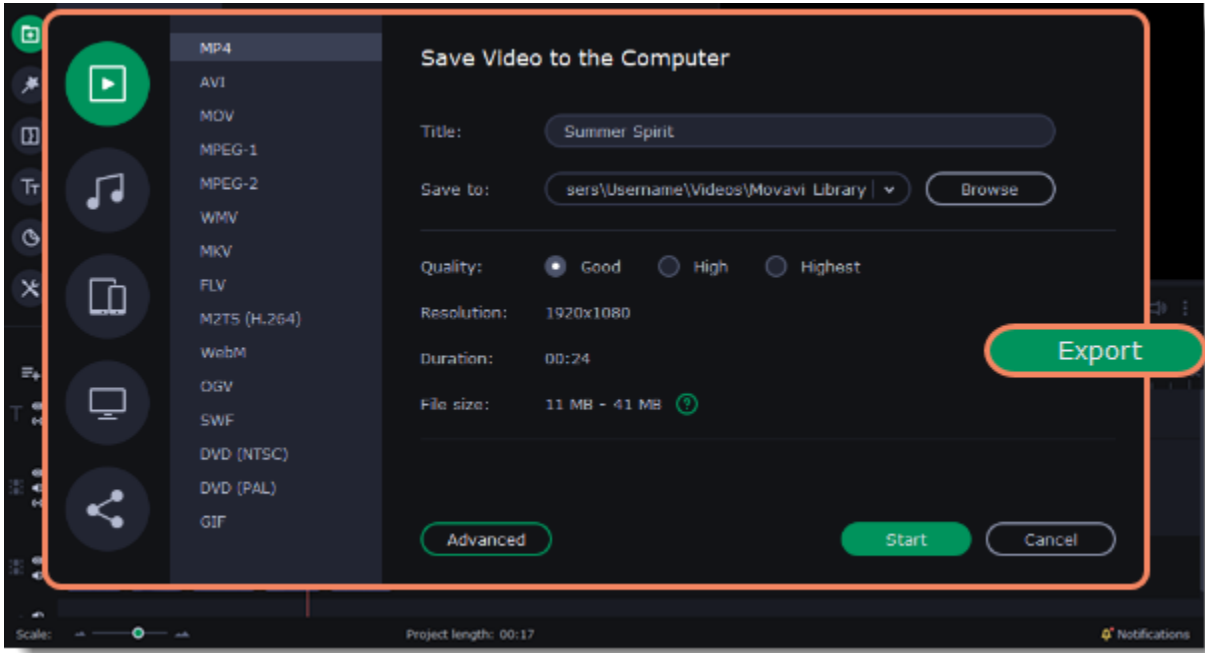 MP4
AVI
MOV
MPEG-1
MPEG-2
WMV
MKV
FLV
M2TS (H.264)
WebM
OGV
SWF
DVD (NTSC)
DVD (PAL)
GIF
Save Video to the Computer
Title: Summer Spirit
Save to: sers\Username\Videos\Movavi Library Browse
Quality: Good High Highest
Resolution: 1920x1080
Duration: 00:24
File size: 11 MB - 41 MB ?
Advanced Start Cancel
Export
Tт
T
Scale: Project length: 00:17 Notifications